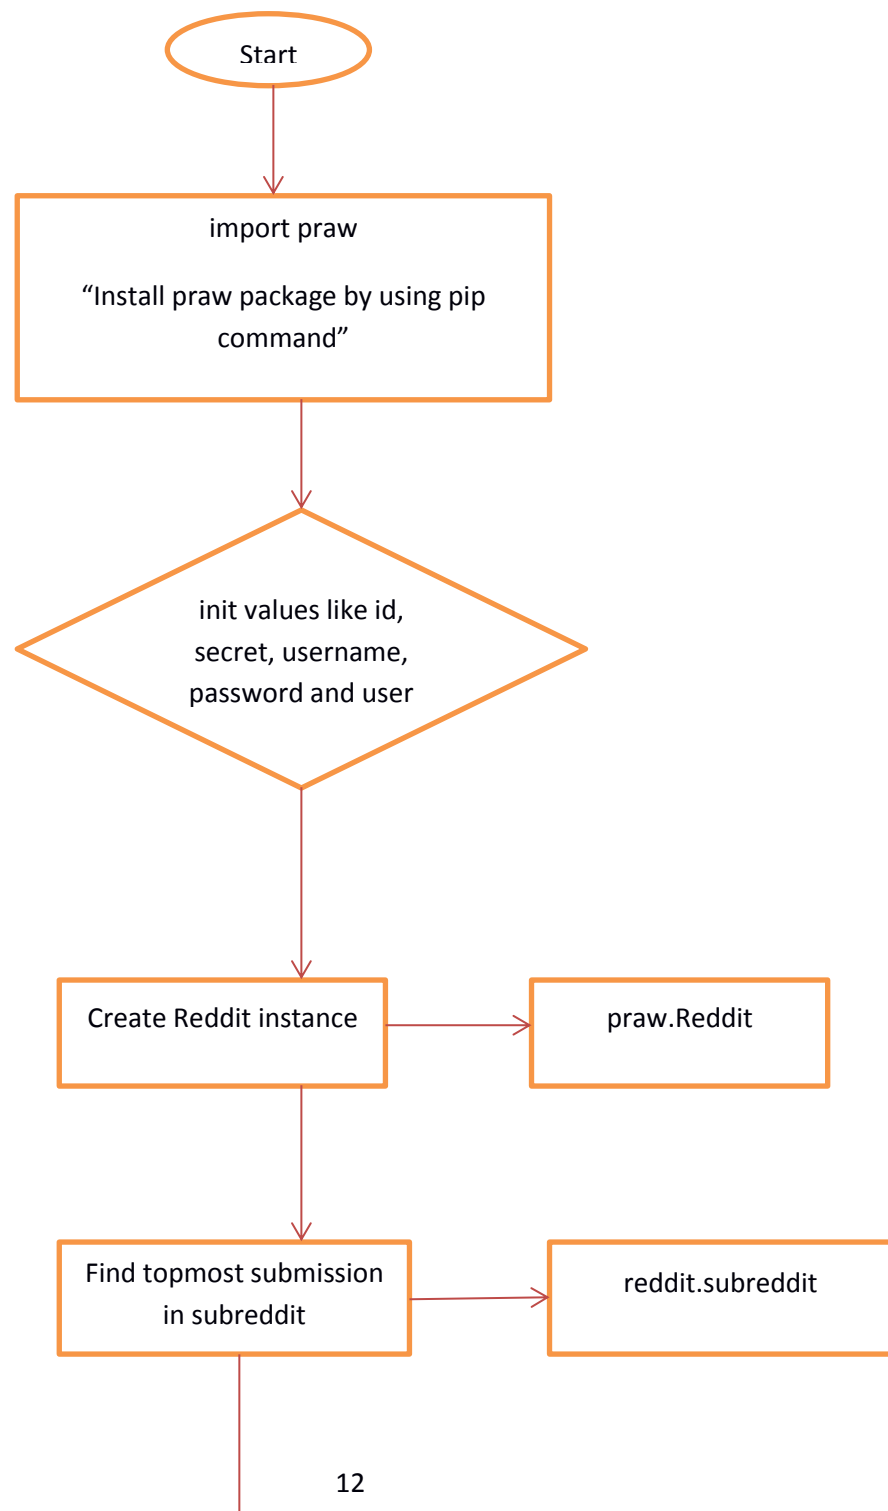 Start
import praw
“Install praw package by using pip
command”
init values like id,
secret, username,
password and user
Create Reddit instance
praw.Reddit
Find topmost submission
in subreddit
reddit.subreddit
12